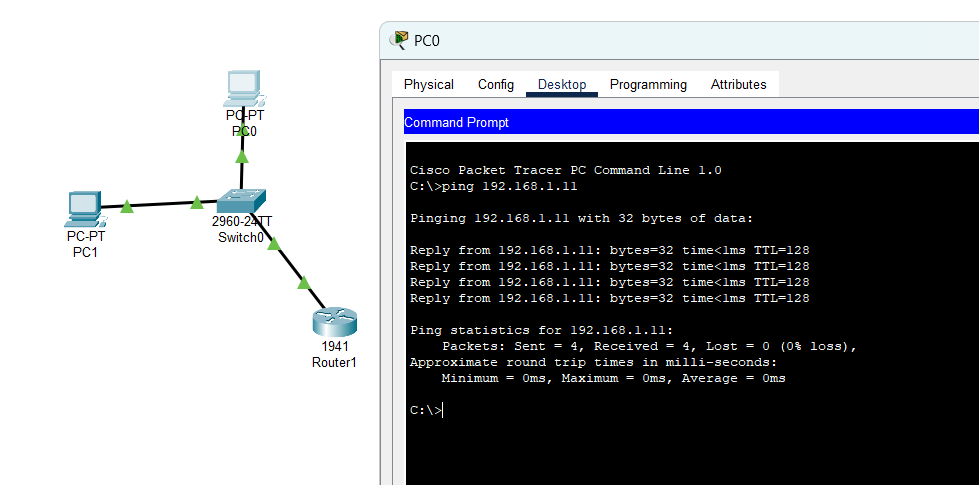 PC-PT
PC0
PC-PT
PC1
2960-24TT
Switch0
1941
Router1
PC0
Physical Config Desktop Programming Attributes
Command Prompt
Cisco Packet Tracer PC Command Line 1.0
C:\>ping 192.168.1.11
Pinging 192.168.1.11 with 32 bytes of data:
Reply from 192.168.1.11: bytes=32 time<1ms TTL=128
Reply from 192.168.1.11: bytes=32 time<1ms TTL=128
Reply from 192.168.1.11: bytes=32 time<1ms TTL=128
Reply from 192.168.1.11: bytes=32 time<1ms TTL=128
Ping statistics for 192.168.1.11:
Packets: Sent = 4, Received = 4, Lost = 0 (0% loss),
Approximate round trip times in milli-seconds:
Minimum = 0ms, Maximum = 0ms, Average = 0ms
C:\>